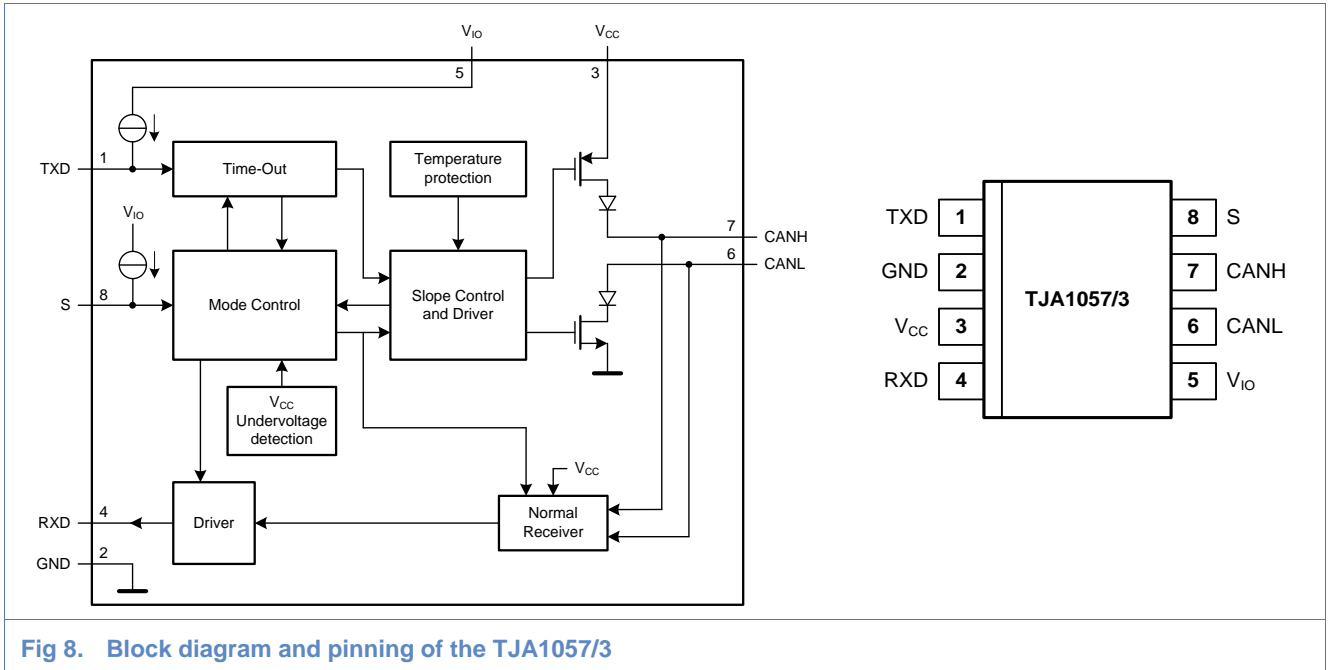 VIO
VCC
5
3
TXD
1
Time-Out
Temperature
protection
VIO
7
CANH
6
CANL
S
8
Mode Control
Slope Control
and Driver
VCC
Undervoltage
detection
VCC
RXD
4
Driver
Normal
Receiver
GND
2
TXD 1
GND 2
VCC 3
RXD 4
TJA1057/3
8 S
7 CANH
6 CANL
5 VIO
Fig 8. Block diagram and pinning of the TJA1057/3